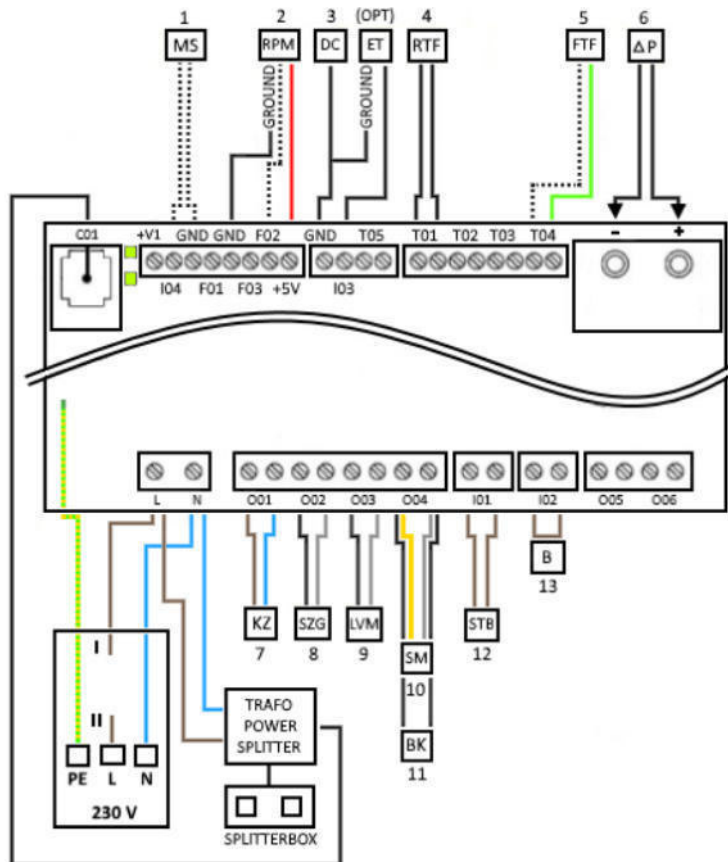 1 2 3 (OPT) 4 5 6
MS RPM DC ET RTF FTF ΔP
GROUND GROUND
C01 +V1 GND GND F02 GND T05 T01 T02 T03 T04 - +
I04 F01 F03 +5V I03
L N O01 O02 O03 O04 I01 I02 O05 O06
KZ SZG LVM STB B
7 8 9 12 13
SM
10
BK
11
I
II
PE L N
230 V
TRAFO
POWER
SPLITTER
SPLITTERBOX